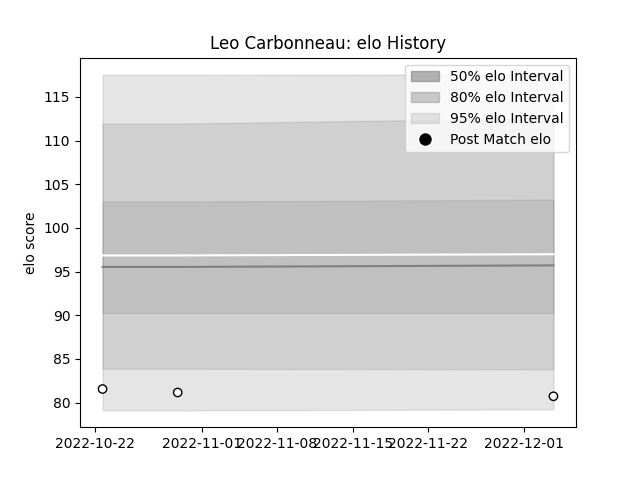 Leo Carbonneau: elo History
50% elo Interval
80% elo Interval
95% elo Interval
Post Match elo
elo score
115
110
105
100
95
90
85
80
2022-10-22
2022-11-01
2022-11-08
2022-11-15
2022-11-22
2022-12-01